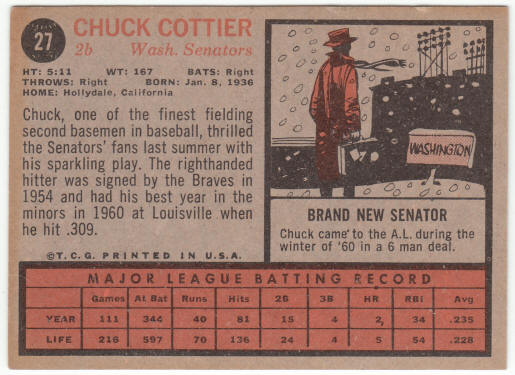 27
CHUCK COTTIER
2b Wash. Senators
HT: 5:11 WT: 167 BATS: Right
THROWS: Right BORN: Jan. 8, 1936
HOME: Hollydale, California
Chuck, one of the finest fielding
second basemen in baseball, thrilled
the Senators' fans last summer with
his sparkling play. The righthanded
hitter was signed by the Braves in
1954 and had his best year in the
minors in 1960 at Louisville when
he hit .309.
©T.C.G. PRINTED IN U.S.A.
WASHINGTON
BRAND NEW SENATOR
Chuck came to the A.L. during the
winter of '60 in a 6 man deal.
MAJOR LEAGUE BATTING RECORD
Games At Bat Runs Hits 2B 3B HR RBI Avg
YEAR 111 344 40 81 15 4 2 34 .235
LIFE 216 597 70 136 24 4 5 54 .228